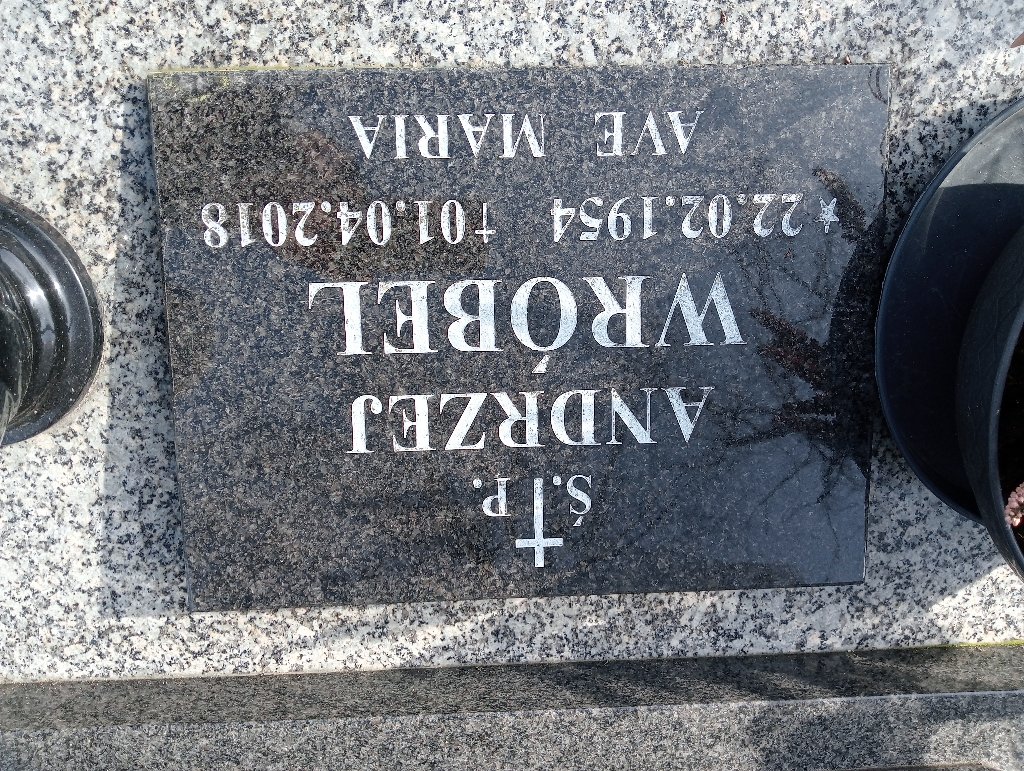 Ś. † P.
ANDRZEJ
WRÓBEL
★ 22.02.1954 † 01.04.2018
AVE MARIA